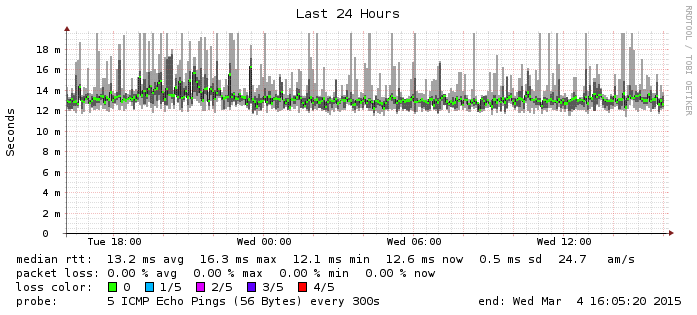 Last 24 Hours
RRDTOOL / TOBI OETIKER
Seconds
18 m
16 m
14 m
12 m
10 m
8 m
6 m
4 m
2 m
0
Tue 18:00 Wed 00:00 Wed 06:00 Wed 12:00
median rtt: 13.2 ms avg 16.3 ms max 12.1 ms min 12.6 ms now 0.5 ms sd 24.7 am/s
packet loss: 0.00 % avg 0.00 % max 0.00 % min 0.00 % now
loss color: 0 1/5 2/5 3/5 4/5
probe: 5 ICMP Echo Pings (56 Bytes) every 300s end: Wed Mar 4 16:05:20 2015